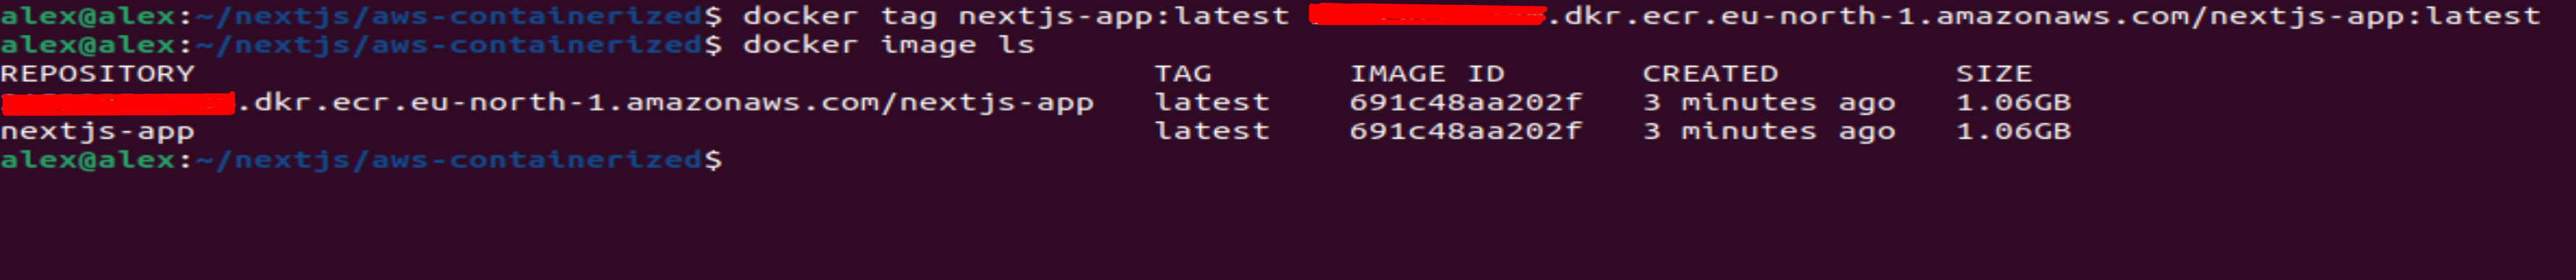 alex@alex:~/nextjs/aws-containerized$ docker tag nextjs-app:latest .dkr.ecr.eu-north-1.amazonaws.com/nextjs-app:latest
alex@alex:~/nextjs/aws-containerized$ docker image ls
REPOSITORY TAG IMAGE ID CREATED SIZE
.dkr.ecr.eu-north-1.amazonaws.com/nextjs-app latest 691c48aa202f 3 minutes ago 1.06GB
nextjs-app latest 691c48aa202f 3 minutes ago 1.06GB
alex@alex:~/nextjs/aws-containerized$